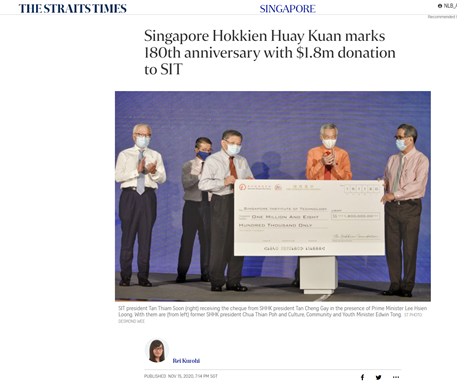 THE STRAITS TIMES
SINGAPORE
NLB_
Recommended
Singapore Hokkien Huay Kuan marks
180th anniversary with $1.8m donation
to SIT
SINGAPORE INSTITUTE OF TECHNOLOGY
ONE MILLION AND EIGHT
HUNDRED THOUSAND ONLY
SIT president Tan Thiam Soon (right) receiving the cheque from SHHK president Tan Cheng Gay in the presence of Prime Minister Lee Hsien
Loong. With them are (from left) former SHHK president Chua Thian Poh and Culture, Community and Youth Minister Edwin Tong. ST PHOTO:
DESMOND WEE
Rei Kurohi
PUBLISHED NOV 15, 2020, 7:14 PM SGT